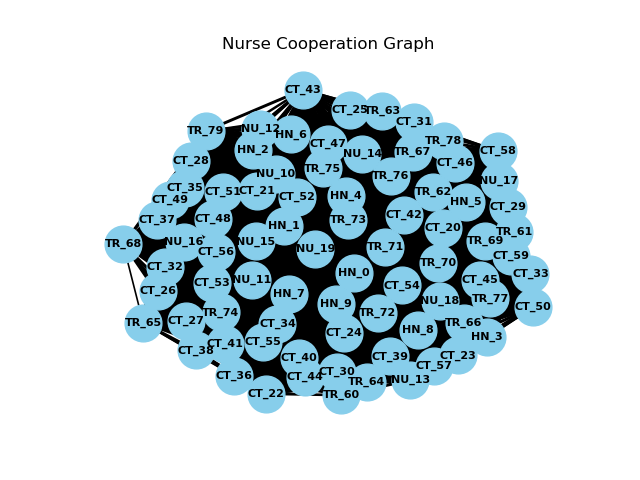 Nurse Cooperation Graph
CT_43
CT_25
TR_63
CT_31
TR_79
NU_12
HN_6
TR_78
CT_47
HN_2
NU_14
TR_67
CT_58
CT_28
CT_46
TR_75
NU_10
TR_76
NU_17
CT_35
CT_51
CT_21
TR_62
CT_49
CT_52
HN_4
HN_5
CT_29
CT_42
CT_37
CT_48
TR_73
HN_1
CT_20
TR_61
TR_68
NU_16
NU_15
TR_71
TR_69
CT_56
NU_19
CT_59
TR_70
CT_32
HN_0
CT_33
NU_11
CT_45
CT_53
CT_54
CT_26
HN_7
TR_77
NU_18
HN_9
CT_50
TR_74
TR_72
TR_65
CT_27
CT_34
TR_66
HN_8
CT_24
HN_3
CT_41
CT_55
CT_38
CT_40
CT_39
CT_23
CT_57
CT_30
CT_36
CT_44
TR_64
NU_13
CT_22
TR_60